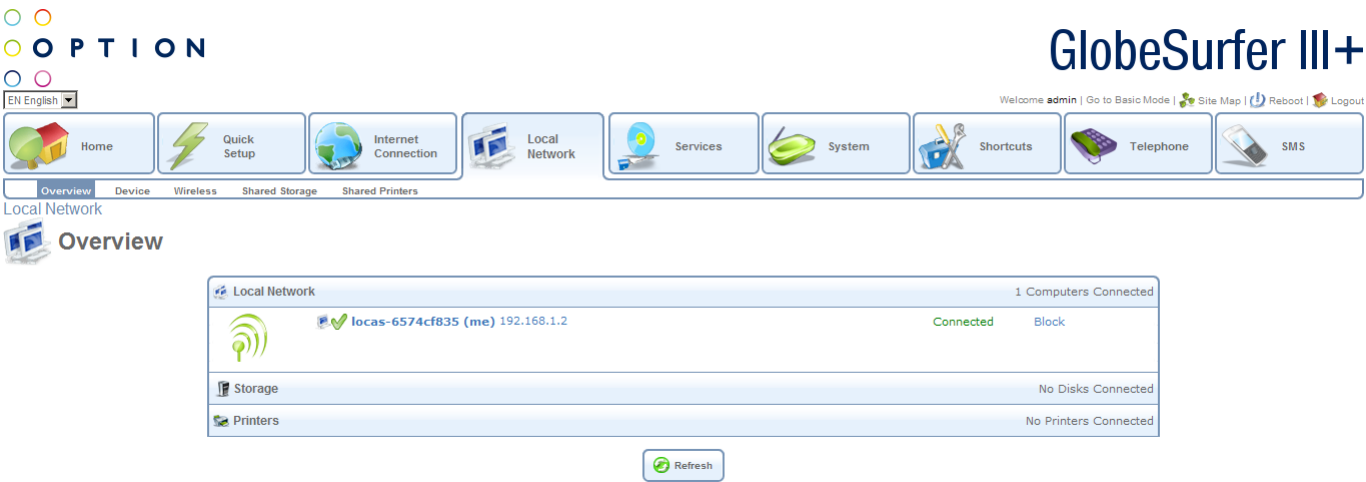 OPTION
GlobeSurfer III+
EN English
Welcome admin | Go to Basic Mode | Site Map | Reboot | Logout
Home
Quick Setup
Internet Connection
Local Network
Services
System
Shortcuts
Telephone
SMS
Overview Device Wireless Shared Storage Shared Printers
Local Network
Overview
Local Network 1 Computers Connected
locas-6574cf835 (me) 192.168.1.2 Connected Block
Storage No Disks Connected
Printers No Printers Connected
Refresh